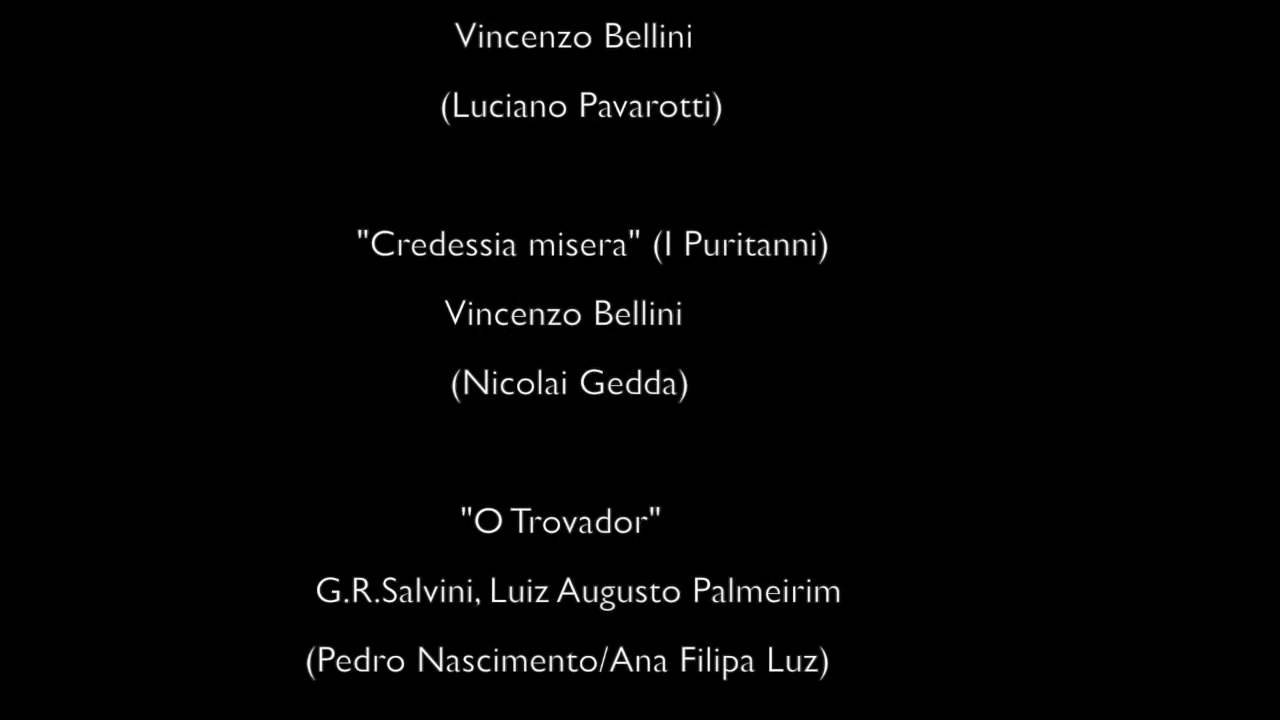 Vincenzo Bellini
(Luciano Pavarotti)
"Credessia misera" (I Puritanni)
Vincenzo Bellini
(Nicolai Gedda)
"O Trovador"
G.R.Salvini, Luiz Augusto Palmeirim
(Pedro Nascimento/Ana Filipa Luz)